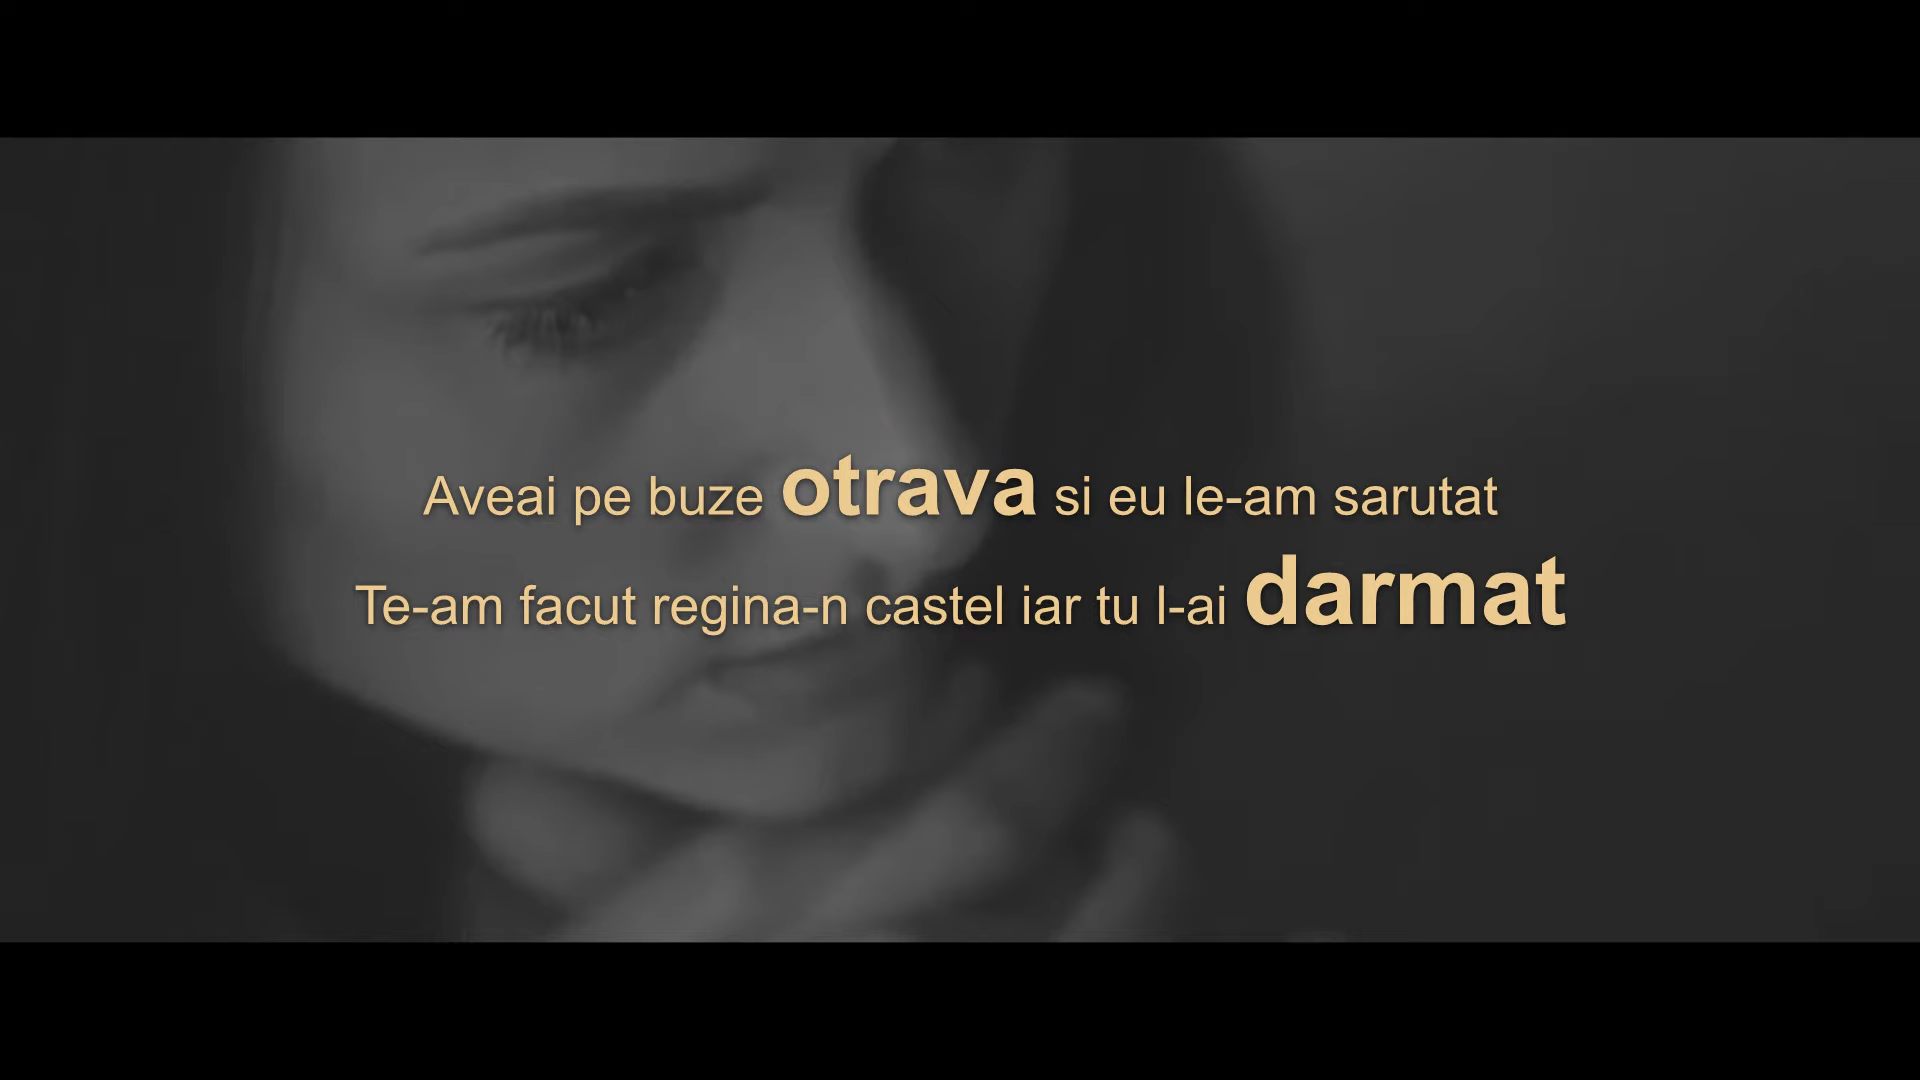 Aveai pe buze otrava si eu le-am sarutat
Te-am facut regina-n castel iar tu l-ai darmat